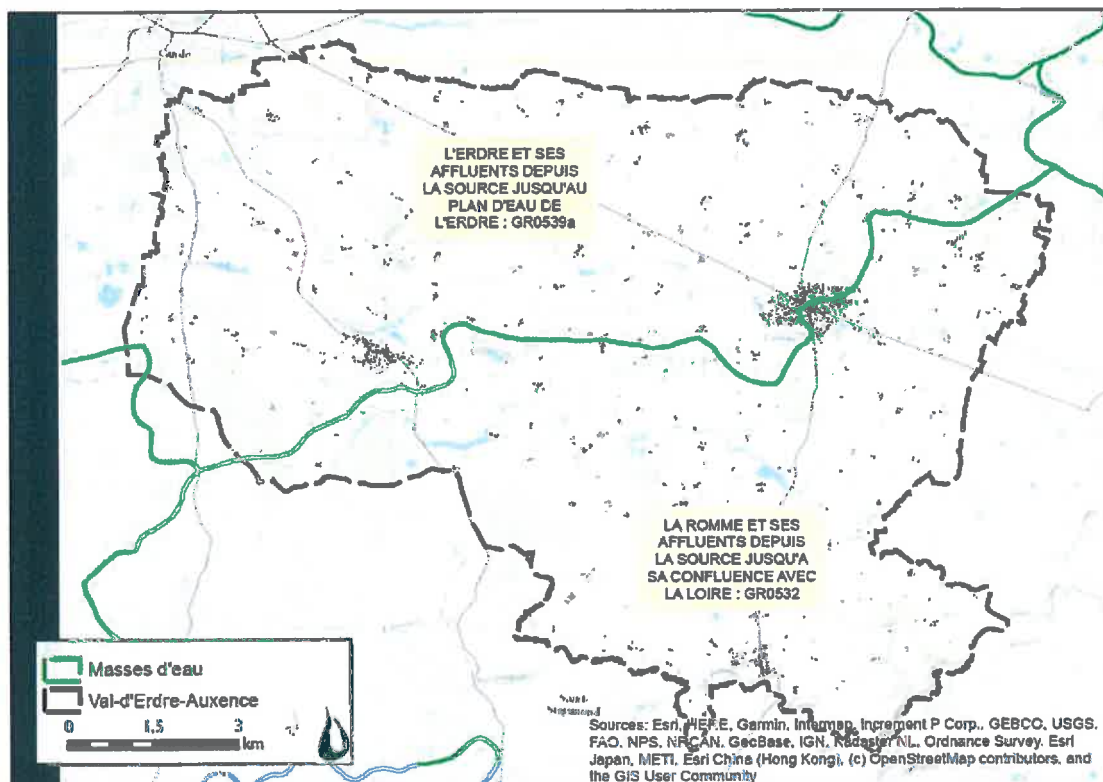 Candé
L'ERDRE ET SES
AFFLUENTS DEPUIS
LA SOURCE JUSQU'AU
PLAN D'EAU DE
L'ERDRE : GR0539a
LA ROMME ET SES
AFFLUENTS DEPUIS
LA SOURCE JUSQU'A
SA CONFLUENCE AVEC
LA LOIRE : GR0532
Masses d'eau
Val-d'Erdre-Auxence
0 1,5 3
km
Saint-
Sigismond
Sources: Esri, HERE, Garmin, Intermap, Increment P Corp., GEBCO, USGS,
FAO, NPS, NRCAN, GeoBase, IGN, Kadaster NL, Ordnance Survey, Esri
Japan, METI, Esri China (Hong Kong), (c) OpenStreetMap contributors, and
the GIS User Community